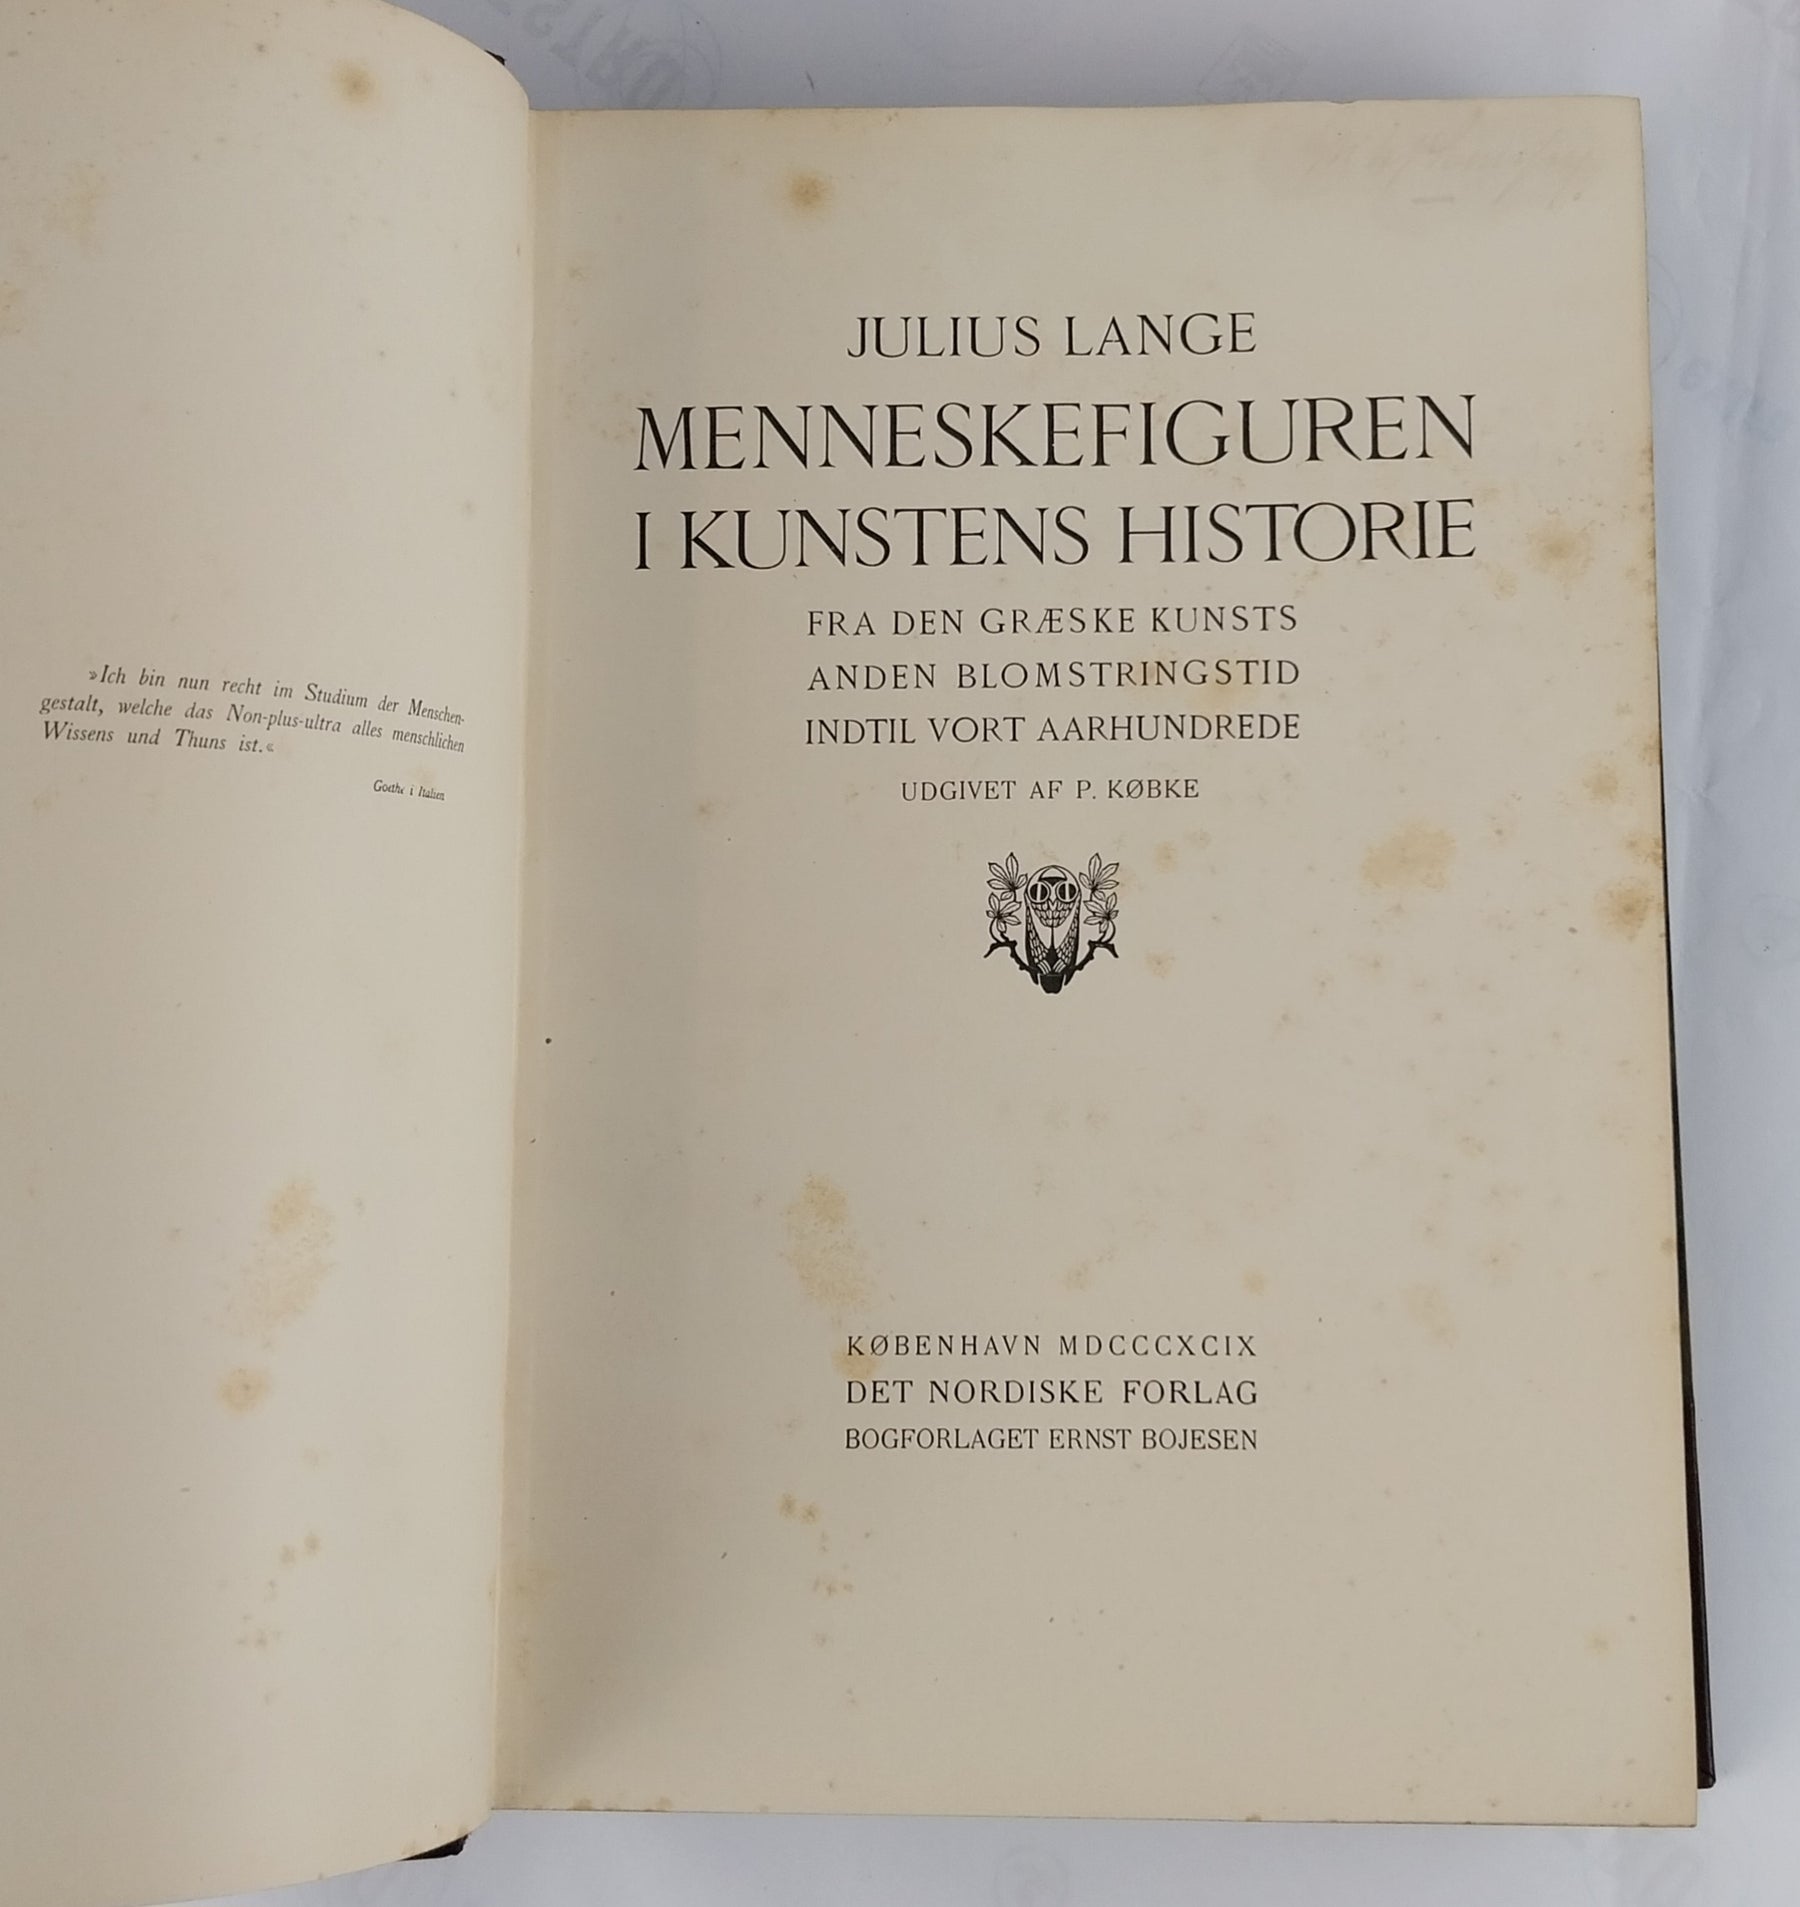 »Ich bin nun recht im Studium der Menschen-
gestalt, welche das Non-plus-ultra alles menschlichen
Wissens und Thuns ist.«
Goethe i Italien
JULIUS LANGE
MENNESKEFIGUREN
I KUNSTENS HISTORIE
FRA DEN GRÆSKE KUNSTS
ANDEN BLOMSTRINGSTID
INDTIL VORT AARHUNDREDE
UDGIVET AF P. KØBKE
KØBENHAVN MDCCCXCIX
DET NORDISKE FORLAG
BOGFORLAGET ERNST BOJESEN